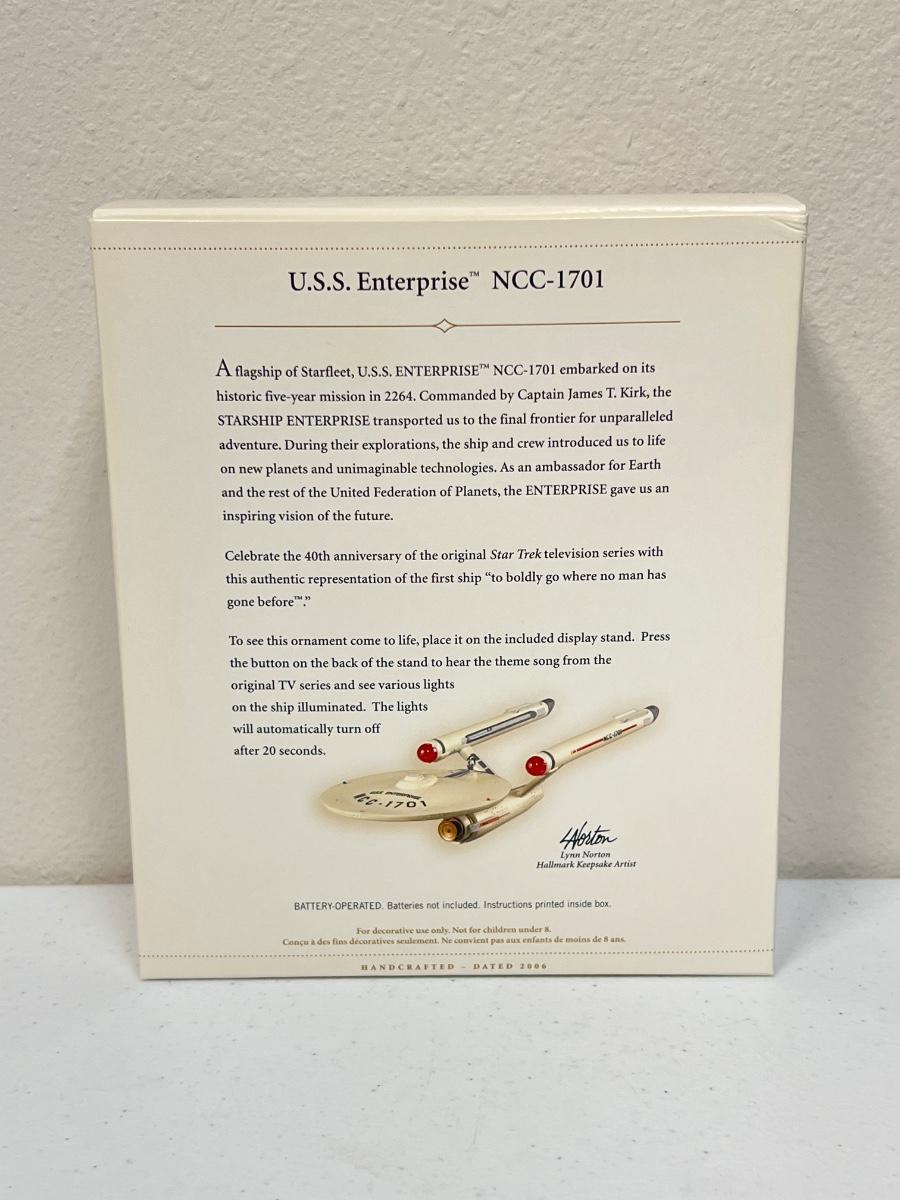 U.S.S. Enterprise™ NCC-1701
A flagship of Starfleet, U.S.S. ENTERPRISE™ NCC-1701 embarked on its
historic five-year mission in 2264. Commanded by Captain James T. Kirk, the
STARSHIP ENTERPRISE transported us to the final frontier for unparalleled
adventure. During their explorations, the ship and crew introduced us to life
on new planets and unimaginable technologies. As an ambassador for Earth
and the rest of the United Federation of Planets, the ENTERPRISE gave us an
inspiring vision of the future.
Celebrate the 40th anniversary of the original Star Trek television series with
this authentic representation of the first ship “to boldly go where no man has
gone before™.”
To see this ornament come to life, place it on the included display stand. Press
the button on the back of the stand to hear the theme song from the
original TV series and see various lights
on the ship illuminated. The lights
will automatically turn off
after 20 seconds.
NCC-1701
U.S.S. ENTERPRISE
NCC-1701
LNorton
Lynn Norton
Hallmark Keepsake Artist
BATTERY-OPERATED. Batteries not included. Instructions printed inside box.
For decorative use only. Not for children under 8.
Conçu à des fins décoratives seulement. Ne convient pas aux enfants de moins de 8 ans.
HANDCRAFTED – DATED 2006